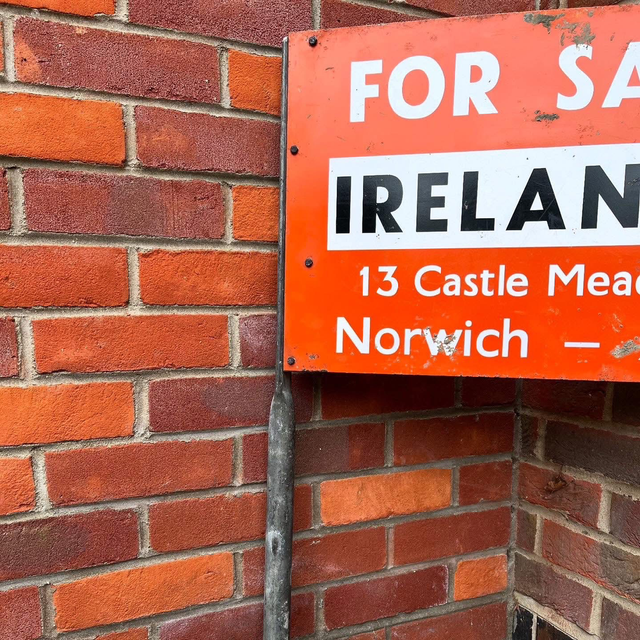 FOR SA
IRELAN
13 Castle Mead
Norwich —